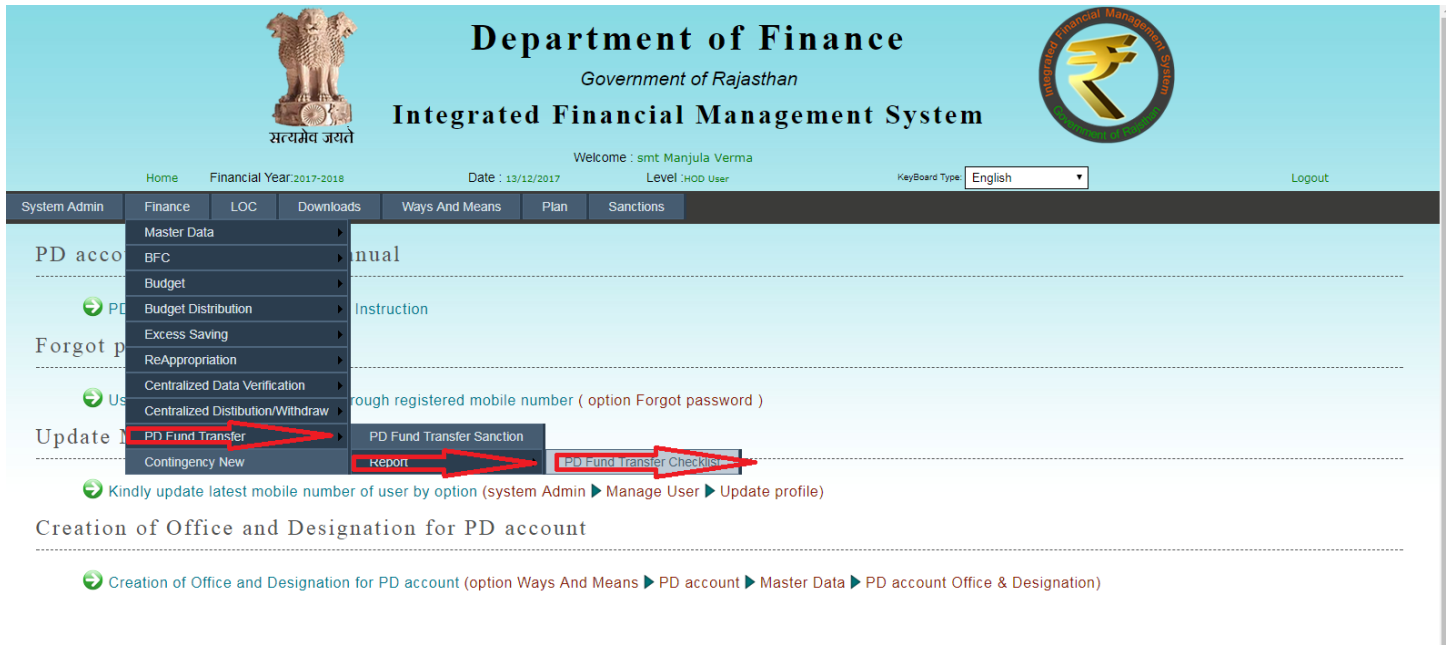 Department of Finance
Government of Rajasthan
Integrated Financial Management System
सत्यमेव जयते
Integrated Financial Management System
Government of Rajasthan
Welcome : smt Manjula Verma
Home Financial Year:2017-2018 Date : 13/12/2017 Level :HOD User KeyBoard Type: English Logout
System Admin Finance LOC Downloads Ways And Means Plan Sanctions
Master Data
PD acco nual
BFC
Budget
PD Budget Distribution Instruction
Excess Saving
Forgot p
ReAppropriation
Centralized Data Verification
Us rough registered mobile number ( option Forgot password )
Centralized Distibution/Withdraw
Update PD Fund Transfer PD Fund Transfer Sanction
Contingency New Report PD Fund Transfer Checklist
Kindly update latest mobile number of user by option (system Admin Manage User Update profile)
Creation of Office and Designation for PD account
Creation of Office and Designation for PD account (option Ways And Means PD account Master Data PD account Office & Designation)